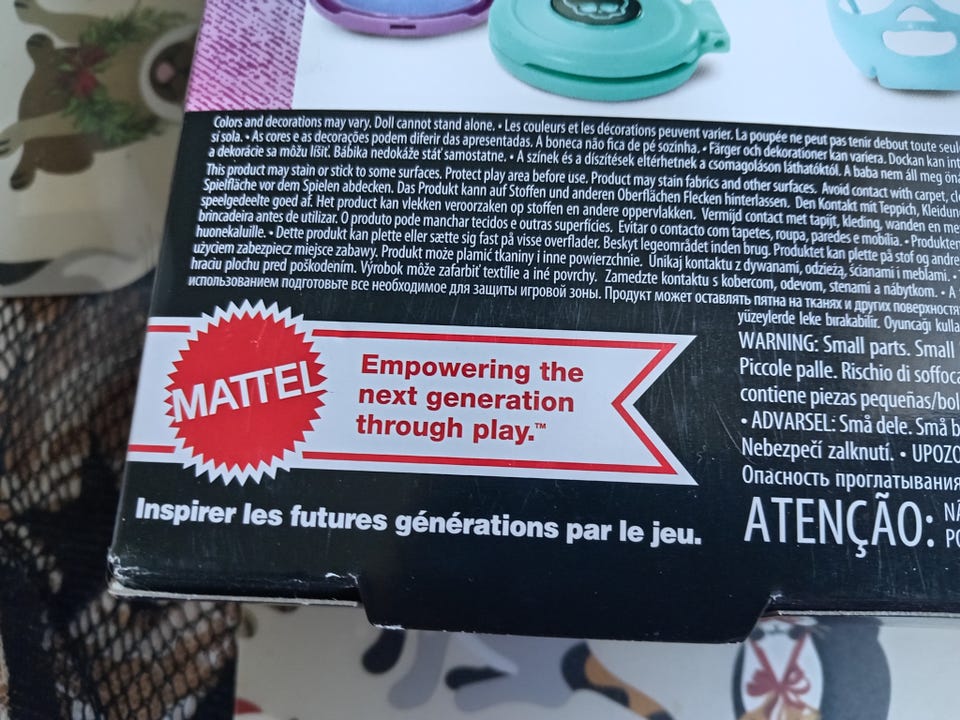 Colors and decorations may vary. Doll cannot stand alone. • Les couleurs et les décorations peuvent varier. La poupée ne peut pas tenir debout toute seul
si sola. • As cores e as decorações podem diferir das apresentadas. A boneca não fica de pé sozinha. • Färger och dekorationer kan variera. Dockan kan int
a dekorácie sa môžu líšiť. Bábika nedokáže stáť samostatne. • A színek és a díszítések eltérhetnek a csomagoláson láthatóktól. A baba nem áll meg öná
This product may stain or stick to some surfaces. Protect play area before use. Product may stain fabrics and other surfaces. Avoid contact with carpet, cl
Spielfläche vor dem Spielen abdecken. Das Produkt kann auf Stoffen und anderen Oberflächen Flecken hinterlassen. Den Kontakt mit Teppich, Kleidun
speelgedeelte goed af. Het product kan vlekken veroorzaken op stoffen en andere oppervlakken. Vermijd contact met tapijt, kleding, wanden en me
brincadeira antes de utilizar. O produto pode manchar tecidos e outras superfícies. Evitar o contacto com tapetes, roupa, paredes e mobília. • Produkten
huonekaluille. • Dette produkt kan plette eller sætte sig fast på visse overflader. Beskyt legeområdet inden brug. Produktet kan plette på stof og andre
użyciem zabezpiecz miejsce zabawy. Produkt może plamić tkaniny i inne powierzchnie. Unikaj kontaktu z dywanami, odzieżą, ścianami i meblami. •
hraciu plochu pred poškodením. Výrobok môže zafarbiť textílie a iné povrchy. Zamedzte kontaktu s kobercom, odevom, stenami a nábytkom. • A
использованием подготовьте все необходимое для защиты игровой зоны. Продукт может оставлять пятна на тканях и других поверхностя
yüzeylerde leke bırakabilir. Oyuncağı kulla
WARNING: Small parts. Small
Piccole palle. Rischio di soffoca
contiene piezas pequeñas/bol
• ADVARSEL: Små dele. Små b
Nebezpečí zalknutí. • UPOZO
Опасность проглатывания
ATENÇÃO:
MATTEL
Empowering the
next generation
through play.™
Inspirer les futures générations par le jeu.